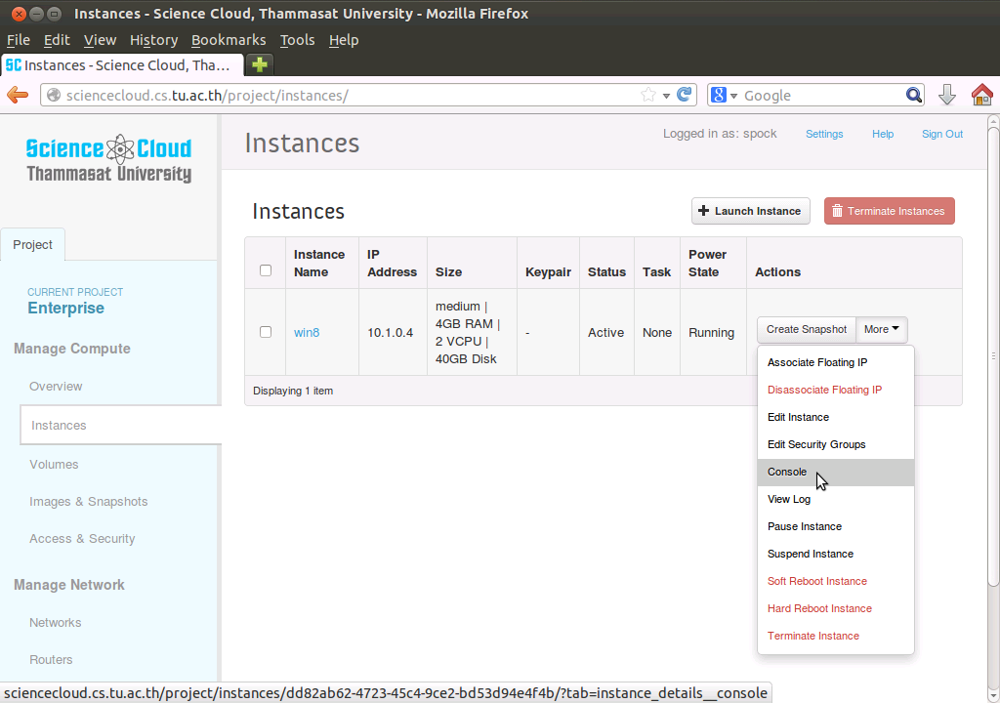 Instances - Science Cloud, Thammasat University - Mozilla Firefox
File Edit View History Bookmarks Tools Help
SC Instances - Science Cloud, Tha...
sciencecloud.cs.tu.ac.th/project/instances/
8 Google
Science Cloud
Thammasat University
Instances
Logged in as: spock Settings Help Sign Out
Project
CURRENT PROJECT
Enterprise
Manage Compute
Overview
Instances
Volumes
Images & Snapshots
Access & Security
Manage Network
Networks
Routers
Instances
Launch Instance Terminate Instances
Instance Name IP Address Size Keypair Status Task Power State Actions
win8 10.1.0.4 medium | 4GB RAM | 2 VCPU | 40GB Disk - Active None Running Create Snapshot More
Displaying 1 item
Associate Floating IP
Disassociate Floating IP
Edit Instance
Edit Security Groups
Console
View Log
Pause Instance
Suspend Instance
Soft Reboot Instance
Hard Reboot Instance
Terminate Instance
sciencecloud.cs.tu.ac.th/project/instances/dd82ab62-4723-45c4-9ce2-bd53d94e4f4b/?tab=instance_details__console